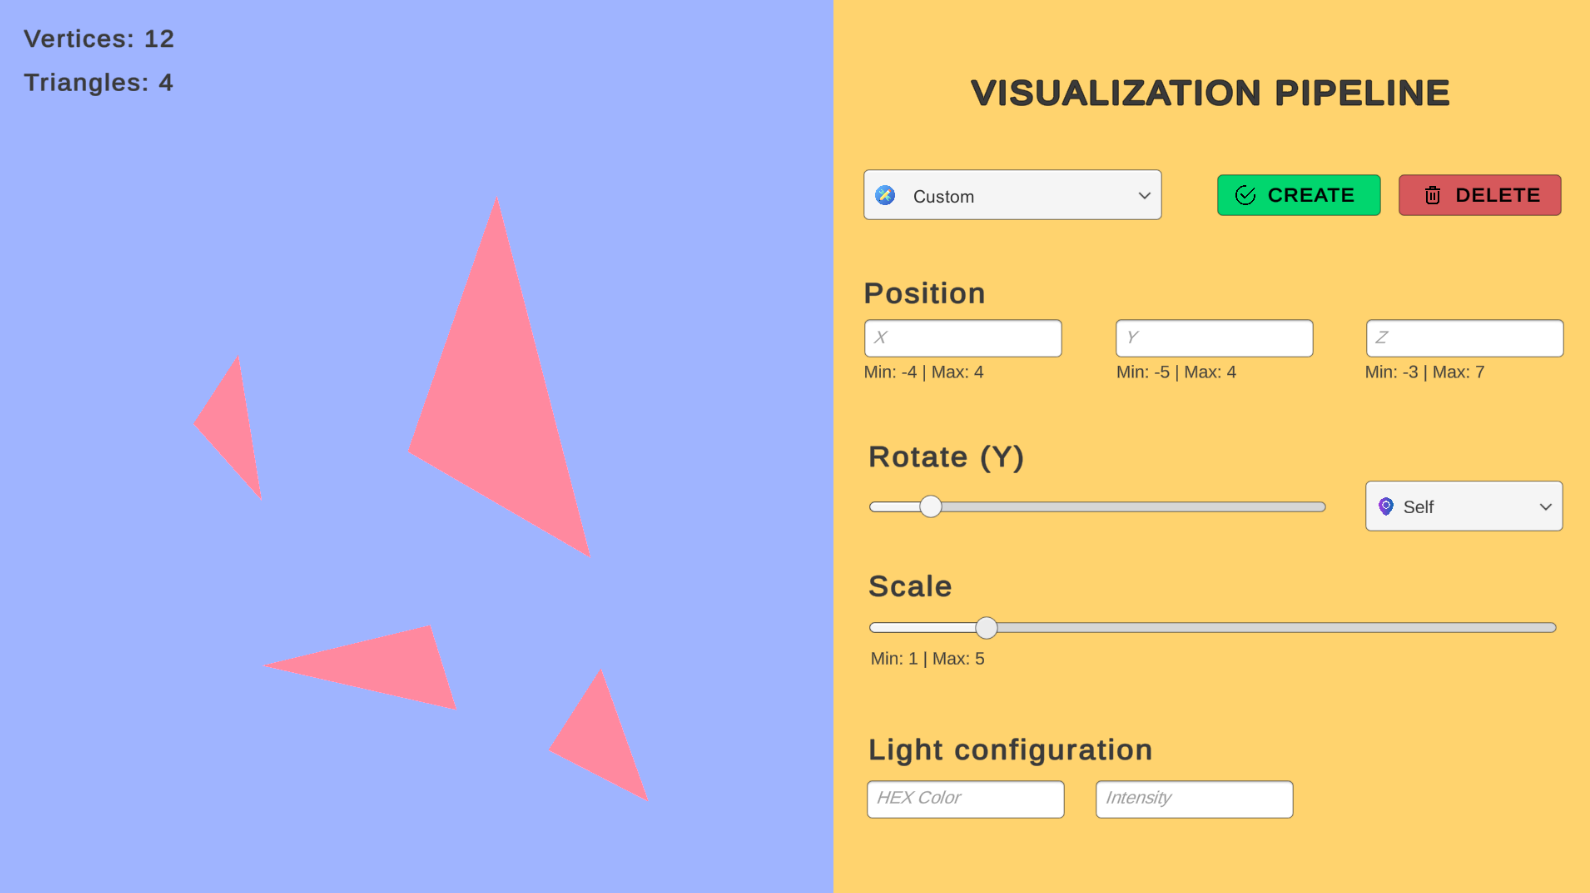 Vertices: 12
Triangles: 4
VISUALIZATION PIPELINE
Custom
CREATE
DELETE
Position
X
Y
Z
Min: -4 | Max: 4
Min: -5 | Max: 4
Min: -3 | Max: 7
Rotate (Y)
Self
Scale
Min: 1 | Max: 5
Light configuration
HEX Color
Intensity